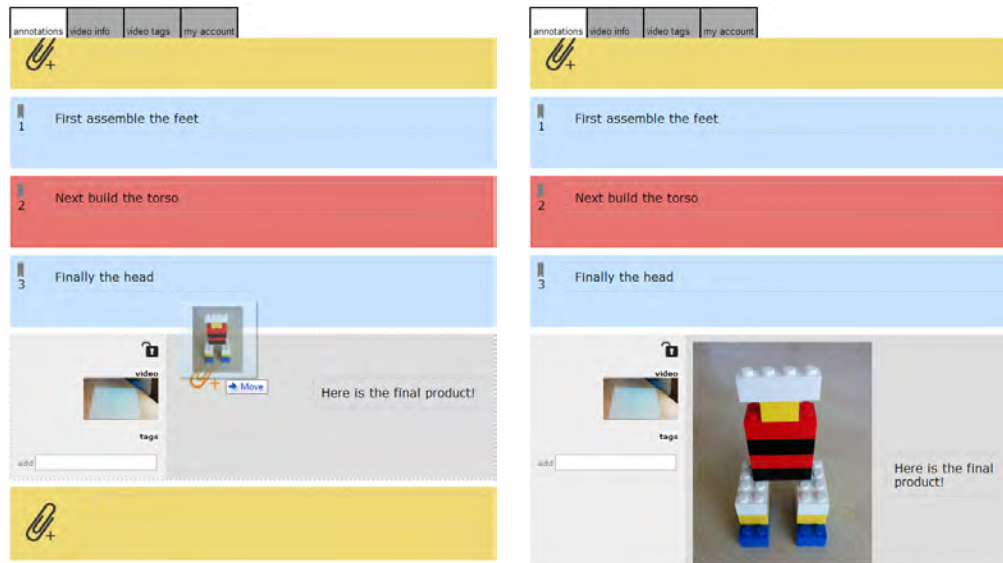 annotations video info video tags my account
+
1 First assemble the feet
2 Next build the torso
3 Finally the head
video
+ Move
Here is the final product!
tags
add
+
annotations video info video tags my account
+
1 First assemble the feet
2 Next build the torso
3 Finally the head
video
tags
add
Here is the final
product!